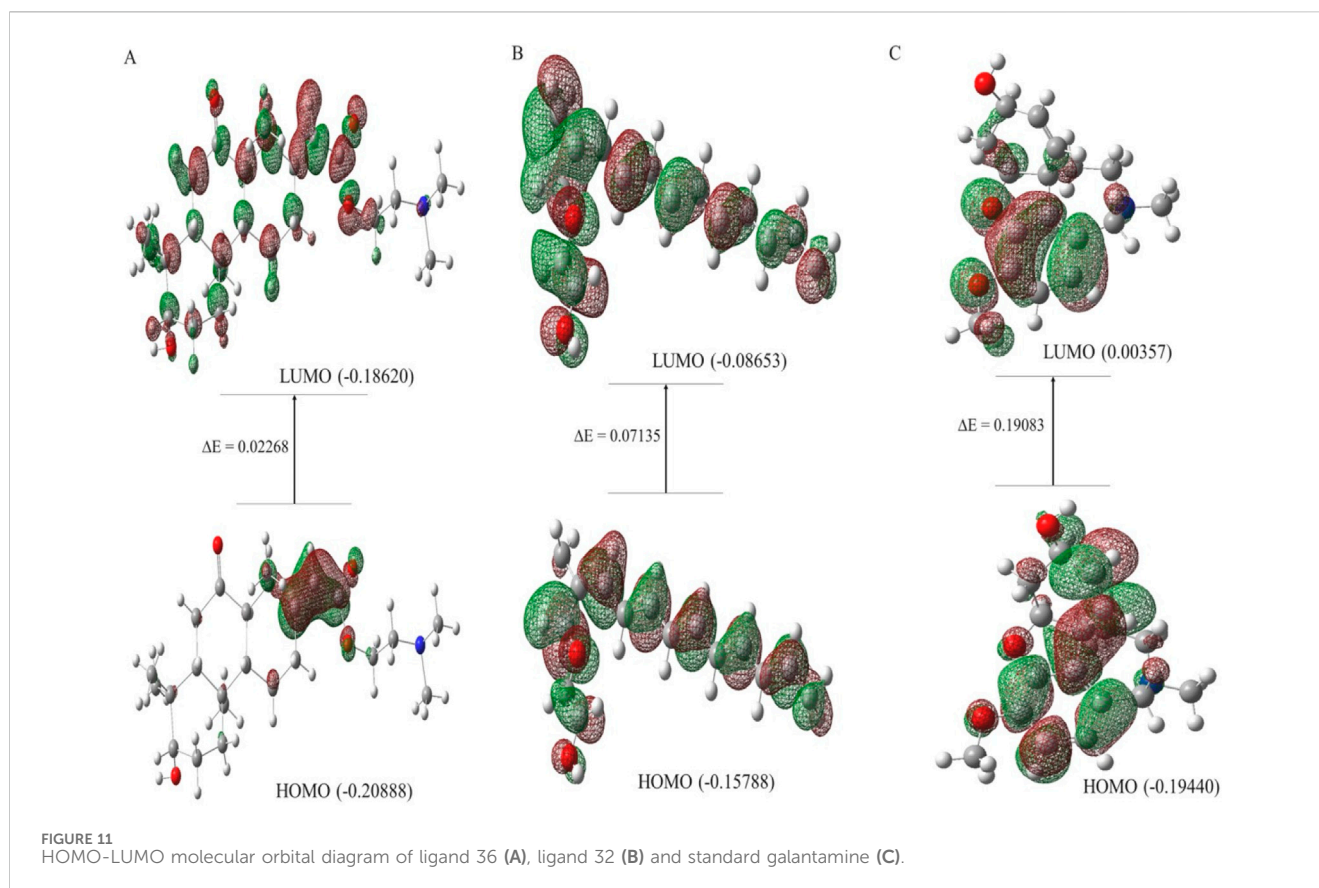 A
B
C
LUMO (-0.18620)
LUMO (-0.08653)
LUMO (0.00357)
ΔE = 0.02268
ΔE = 0.07135
ΔE = 0.19083
HOMO (-0.20888)
HOMO (-0.15788)
HOMO (-0.19440)
FIGURE 11
HOMO-LUMO molecular orbital diagram of ligand 36 (A), ligand 32 (B) and standard galantamine (C).